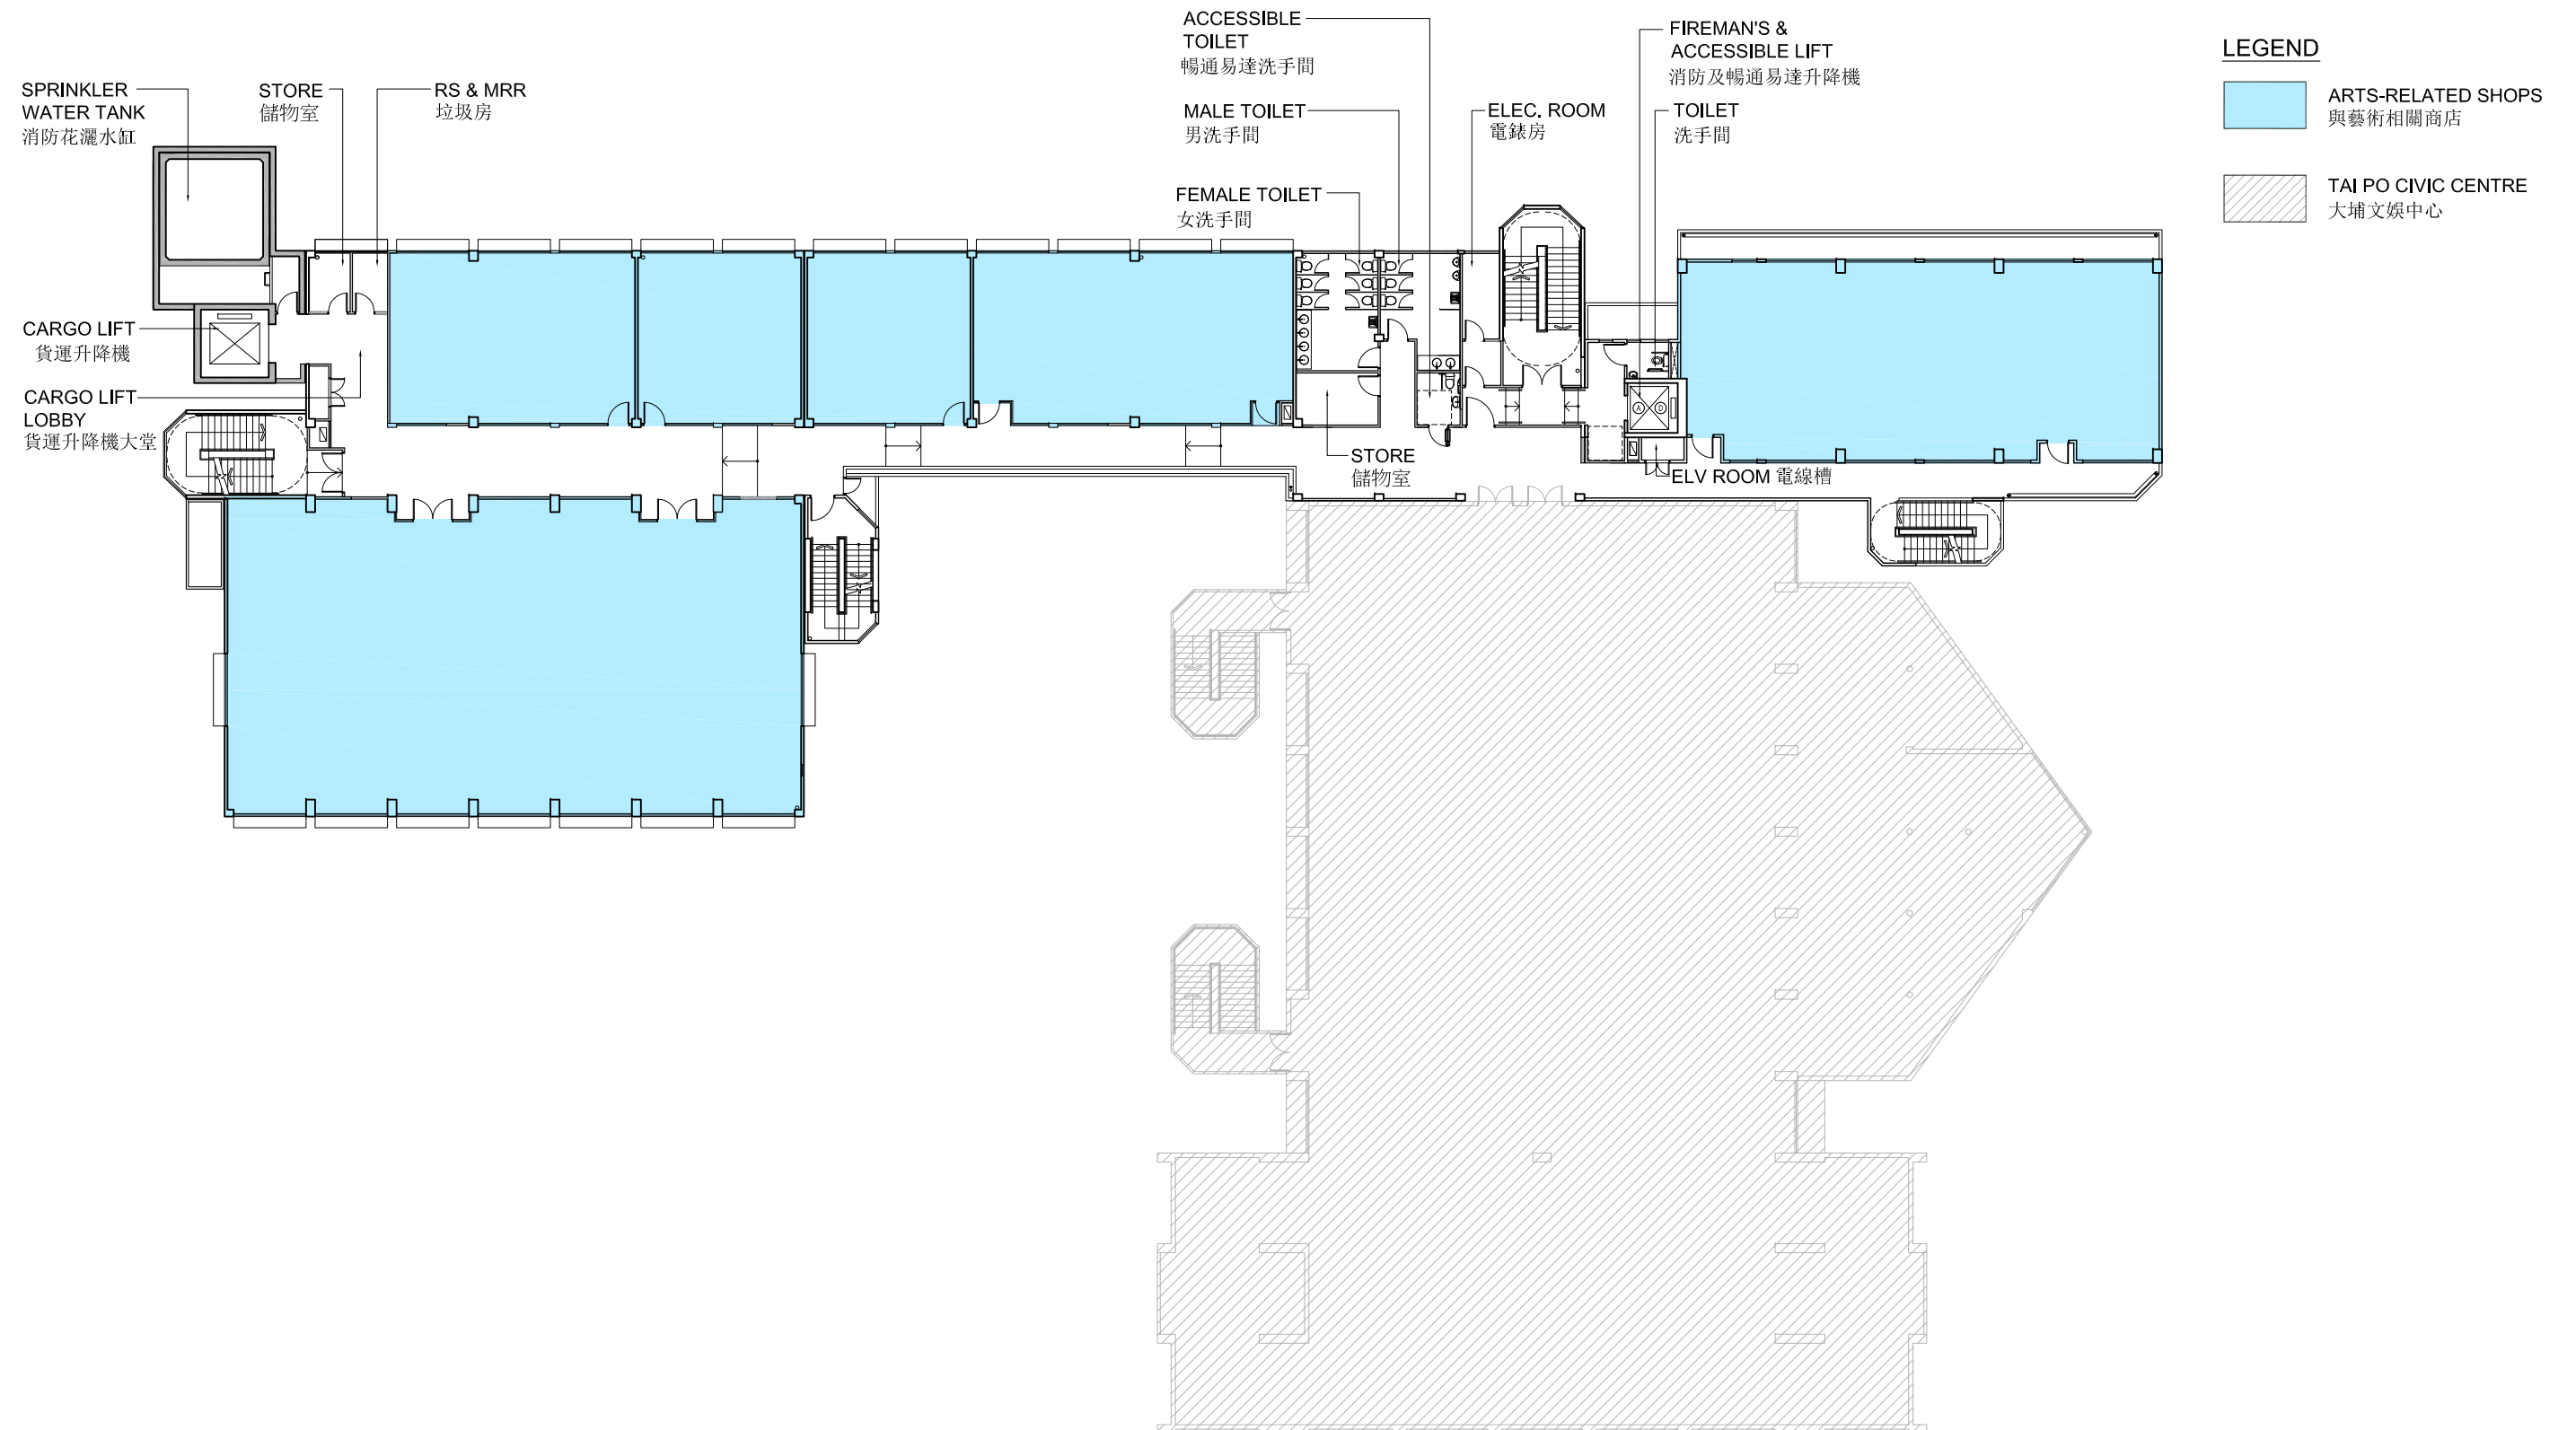 SPRINKLER
WATER TANK
消防花灑水缸
STORE
儲物室
RS & MRR
垃圾房
ACCESSIBLE
TOILET
暢通易達洗手間
MALE TOILET
男洗手間
FEMALE TOILET
女洗手間
ELEC. ROOM
電錶房
FIREMAN'S &
ACCESSIBLE LIFT
消防及暢通易達升降機
TOILET
洗手間
LEGEND
ARTS-RELATED SHOPS
與藝術相關商店
TAI PO CIVIC CENTRE
大埔文娛中心
CARGO LIFT
貨運升降機
CARGO LIFT
LOBBY
貨運升降機大堂
A D
STORE
儲物室
ELV ROOM 電線槽